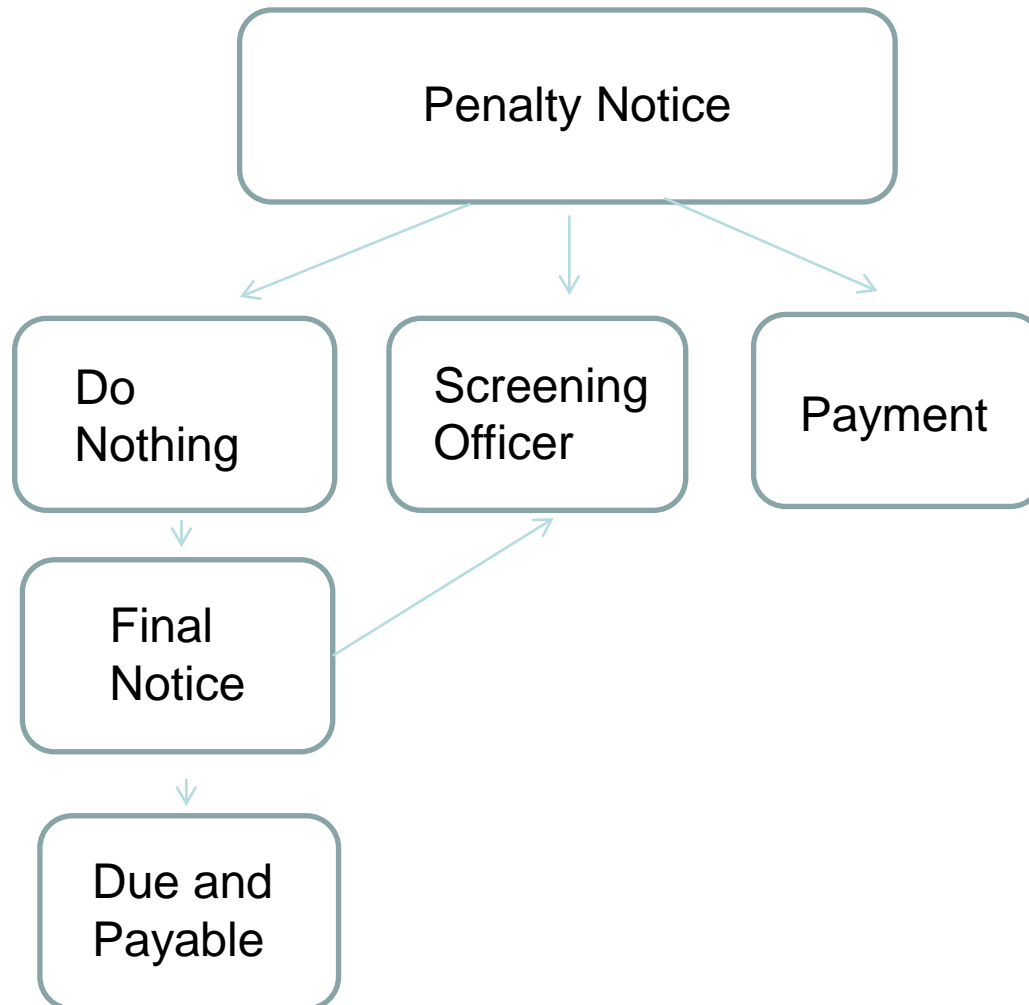 Penalty Notice
Do
Nothing
Screening
Officer
Payment
Final
Notice
Due and
Payable